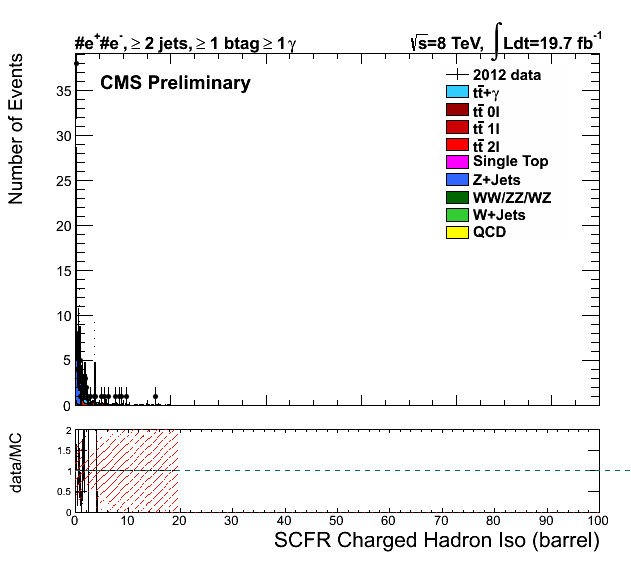 #e⁺#e⁻, ≥ 2 jets, ≥ 1 btag ≥ 1 γ
√s=8 TeV, ∫ Ldt=19.7 fb⁻¹
CMS Preliminary
2012 data
tt̄+γ
tt̄ 0l
tt̄ 1l
tt̄ 2l
Single Top
Z+Jets
WW/ZZ/WZ
W+Jets
QCD
Number of Events
35
30
25
20
15
10
5
0
data/MC
2
1.5
1
0.5
0
0 10 20 30 40 50 60 70 80 90 100
SCFR Charged Hadron Iso (barrel)